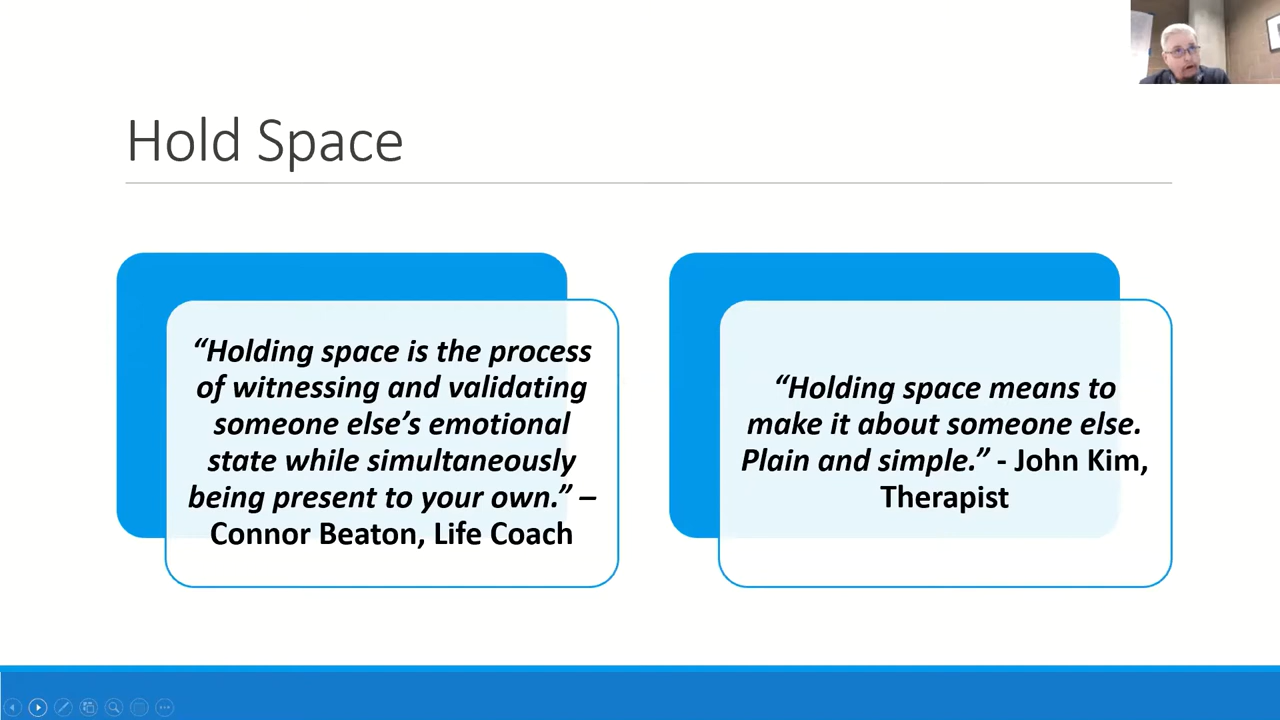 Hold Space
“Holding space is the process
of witnessing and validating
someone else’s emotional
state while simultaneously
being present to your own.” –
Connor Beaton, Life Coach
“Holding space means to
make it about someone else.
Plain and simple.” - John Kim,
Therapist